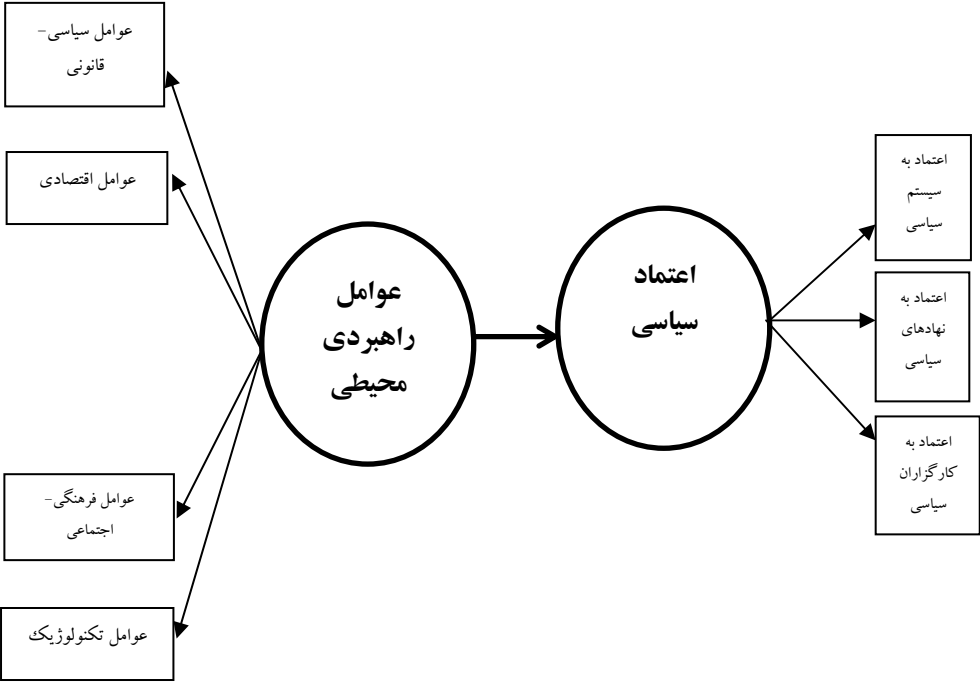 عوامل سیاسی-
قانونی
عوامل اقتصادی
عوامل فرهنگی-
اجتماعی
عوامل تکنولوژیک
عوامل
راهبردی
محیطی
اعتماد
سیاسی
اعتماد به
سیستم
سیاسی
اعتماد به
نهادهای
سیاسی
اعتماد به
کارگزاران
سیاسی